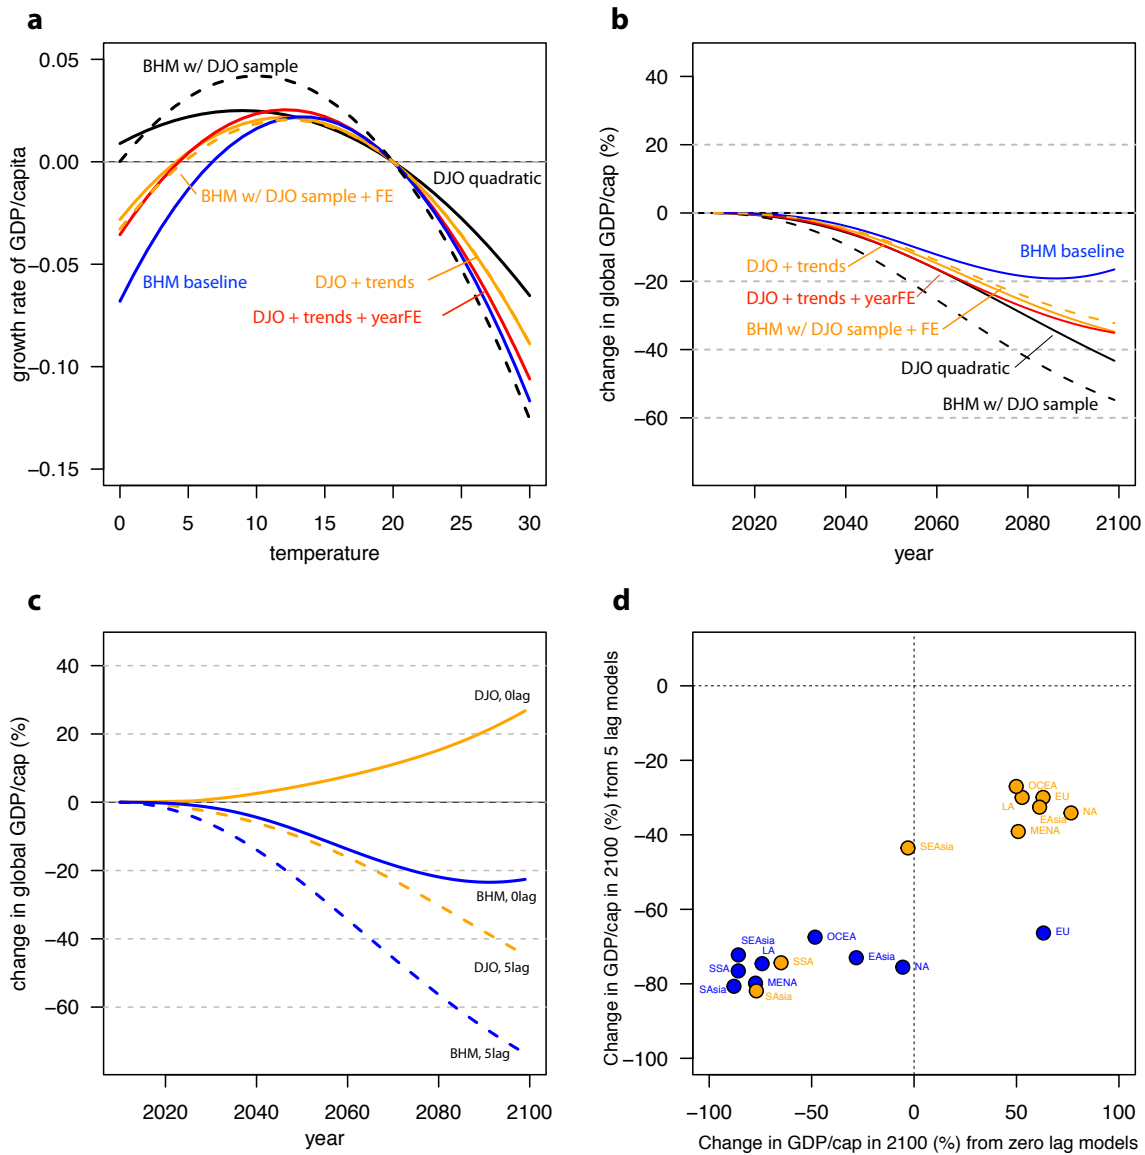 a
0.05
0.00
−0.05
−0.10
−0.15
growth rate of GDP/capita
BHM w/ DJO sample
DJO quadratic
BHM w/ DJO sample + FE
BHM baseline
DJO + trends
DJO + trends + yearFE
0 5 10 15 20 25 30
temperature
b
40
20
0
−20
−40
−60
change in global GDP/cap (%)
BHM baseline
DJO + trends
DJO + trends + yearFE
BHM w/ DJO sample + FE
DJO quadratic
BHM w/ DJO sample
2020 2040 2060 2080 2100
year
c
40
20
0
−20
−40
−60
change in global GDP/cap (%)
DJO, 0lag
BHM, 0lag
DJO, 5lag
BHM, 5lag
2020 2040 2060 2080 2100
year
d
0
−20
−40
−60
−80
−100
Change in GDP/cap in 2100 (%) from 5 lag models
OCEA
LA
EU
NA
EAsia
MENA
SEAsia
EU
OCEA
SEAsia
LA
EAsia
SSA
NA
SSA
MENA
SAsia
SAsia
−100 −50 0 50 100
Change in GDP/cap in 2100 (%) from zero lag models